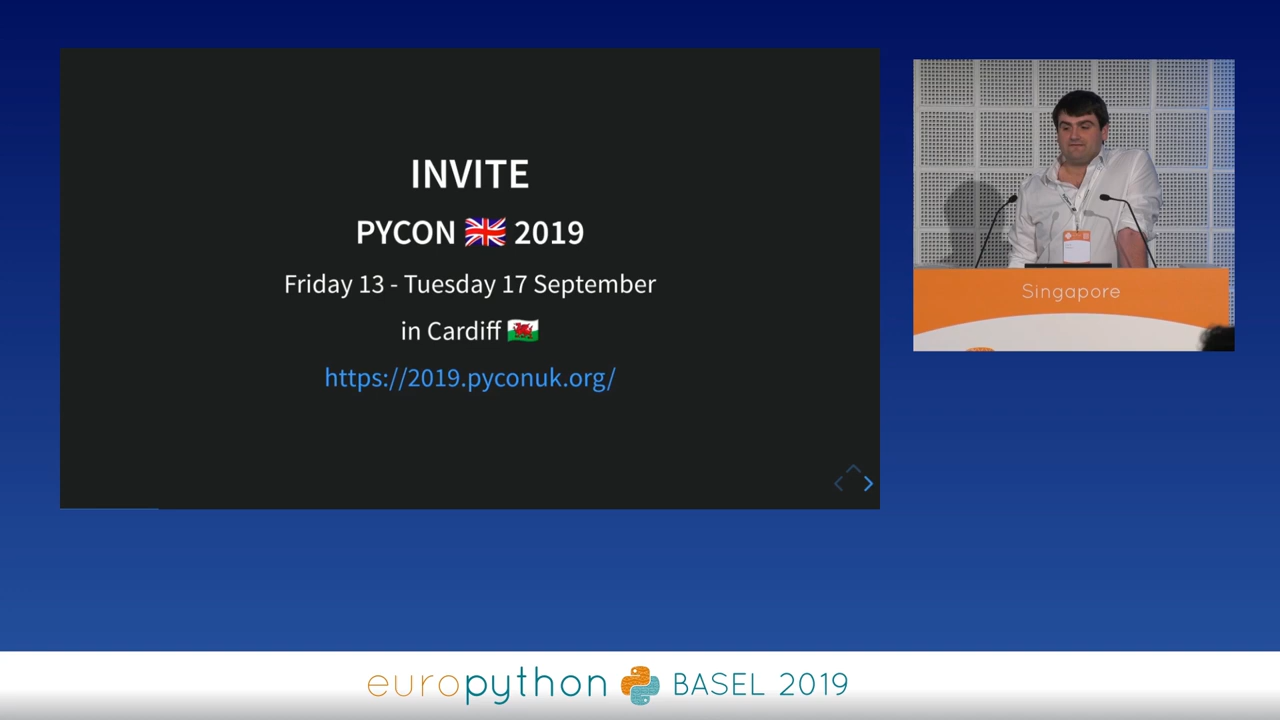 INVITE
PYCON 🇬🇧 2019
Friday 13 - Tuesday 17 September
in Cardiff 🏴󠁧󠁢󠁷󠁬󠁳󠁿
https://2019.pyconuk.org/
Singapore
europython BASEL 2019